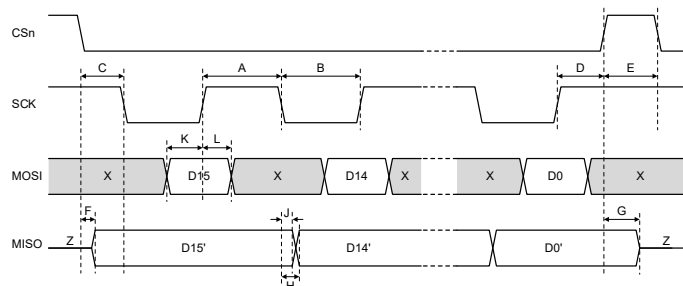 CSn
C A B D E
SCK
K L
MOSI X D15 X D14 X X D0 X
F J G
MISO Z D15' D14' D0' Z
H